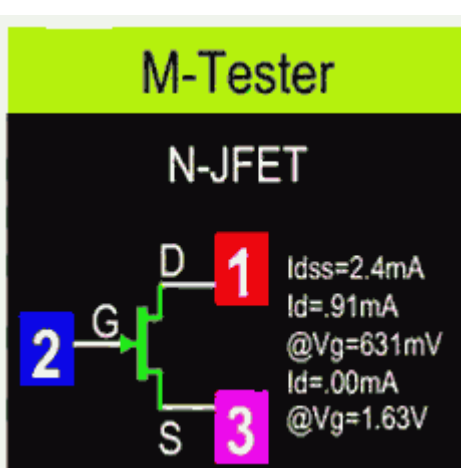 M-Tester
N-JFET
D
1
G
2
S
3
Idss=2.4mA
Id=.91mA
@Vg=631mV
Id=.00mA
@Vg=1.63V